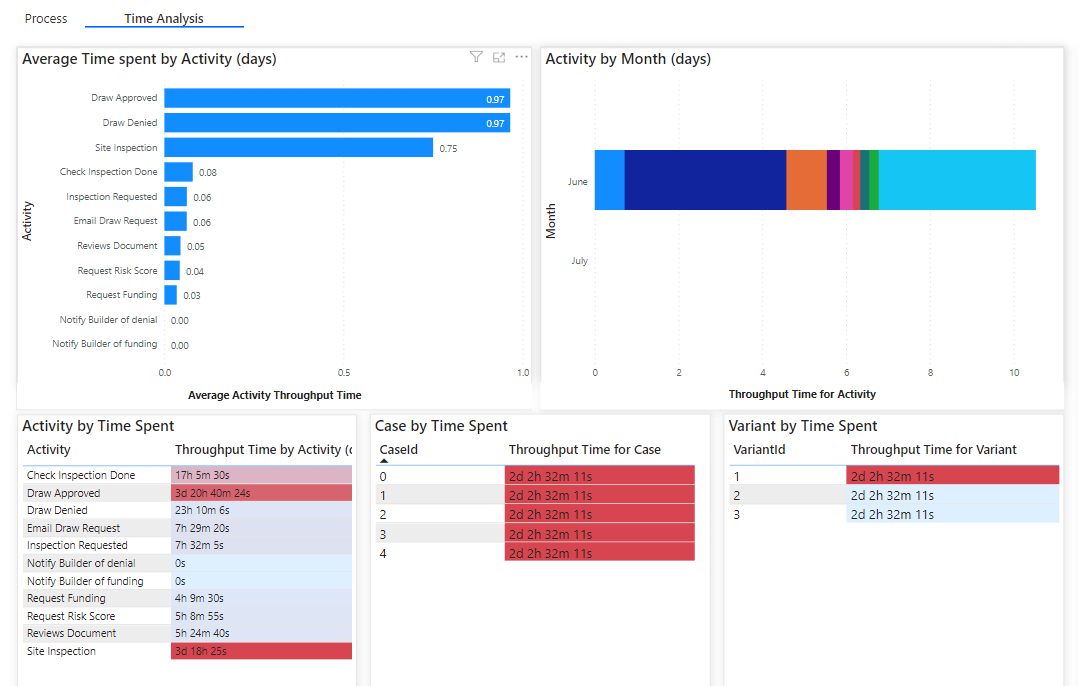 Process Time Analysis
Average Time spent by Activity (days)
Activity
Draw Approved 0.97
Draw Denied 0.97
Site Inspection 0.75
Check Inspection Done 0.08
Inspection Requested 0.06
Email Draw Request 0.06
Reviews Document 0.05
Request Risk Score 0.04
Request Funding 0.03
Notify Builder of denial 0.00
Notify Builder of funding 0.00
0.0 0.5 1.0
Average Activity Throughput Time
Activity by Month (days)
Month
June
July
0 2 4 6 8 10
Throughput Time for Activity
Activity by Time Spent
Activity Throughput Time by Activity (
Check Inspection Done 17h 5m 30s
Draw Approved 3d 20h 40m 24s
Draw Denied 23h 10m 6s
Email Draw Request 7h 29m 20s
Inspection Requested 7h 32m 5s
Notify Builder of denial 0s
Notify Builder of funding 0s
Request Funding 4h 9m 30s
Request Risk Score 5h 8m 55s
Reviews Document 5h 24m 40s
Site Inspection 3d 18h 25s
Case by Time Spent
CaseId Throughput Time for Case
0 2d 2h 32m 11s
1 2d 2h 32m 11s
2 2d 2h 32m 11s
3 2d 2h 32m 11s
4 2d 2h 32m 11s
Variant by Time Spent
VariantId Throughput Time for Variant
1 2d 2h 32m 11s
2 2d 2h 32m 11s
3 2d 2h 32m 11s